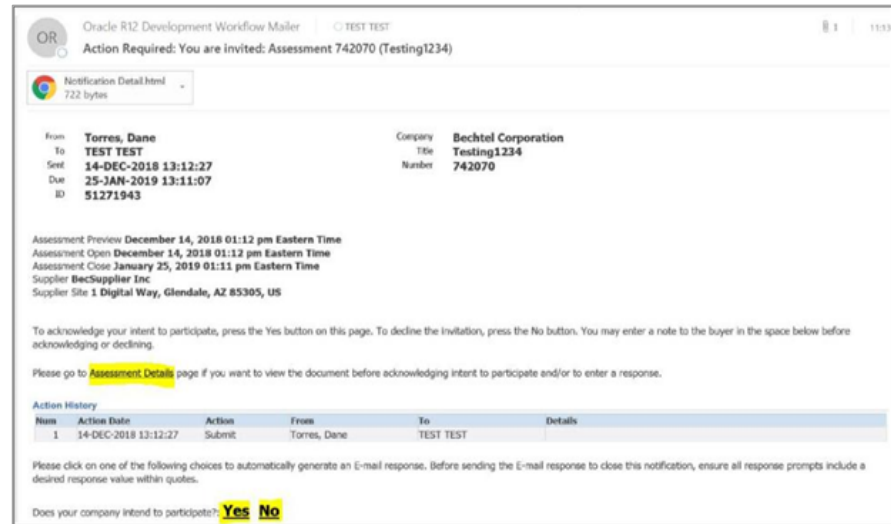 OR
Oracle R12 Development Workflow Mailer TEST TEST
Action Required: You are invited: Assessment 742070 (Testing1234)
1 11:13
Notification Detail.html
722 bytes
From Torres, Dane
To TEST TEST
Sent 14-DEC-2018 13:12:27
Due 25-JAN-2019 13:11:07
ID 51271943
Company Bechtel Corporation
Title Testing1234
Number 742070
Assessment Preview December 14, 2018 01:12 pm Eastern Time
Assessment Open December 14, 2018 01:12 pm Eastern Time
Assessment Close January 25, 2019 01:11 pm Eastern Time
Supplier BecSupplier Inc
Supplier Site 1 Digital Way, Glendale, AZ 85305, US
To acknowledge your intent to participate, press the Yes button on this page. To decline the invitation, press the No button. You may enter a note to the buyer in the space below before
acknowledging or declining.
Please go to Assessment Details page if you want to view the document before acknowledging intent to participate and/or to enter a response.
Action History
Num Action Date Action From To Details
1 14-DEC-2018 13:12:27 Submit Torres, Dane TEST TEST
Please click on one of the following choices to automatically generate an E-mail response. Before sending the E-mail response to close this notification, ensure all response prompts include a
desired response value within quotes.
Does your company intend to participate?: Yes No